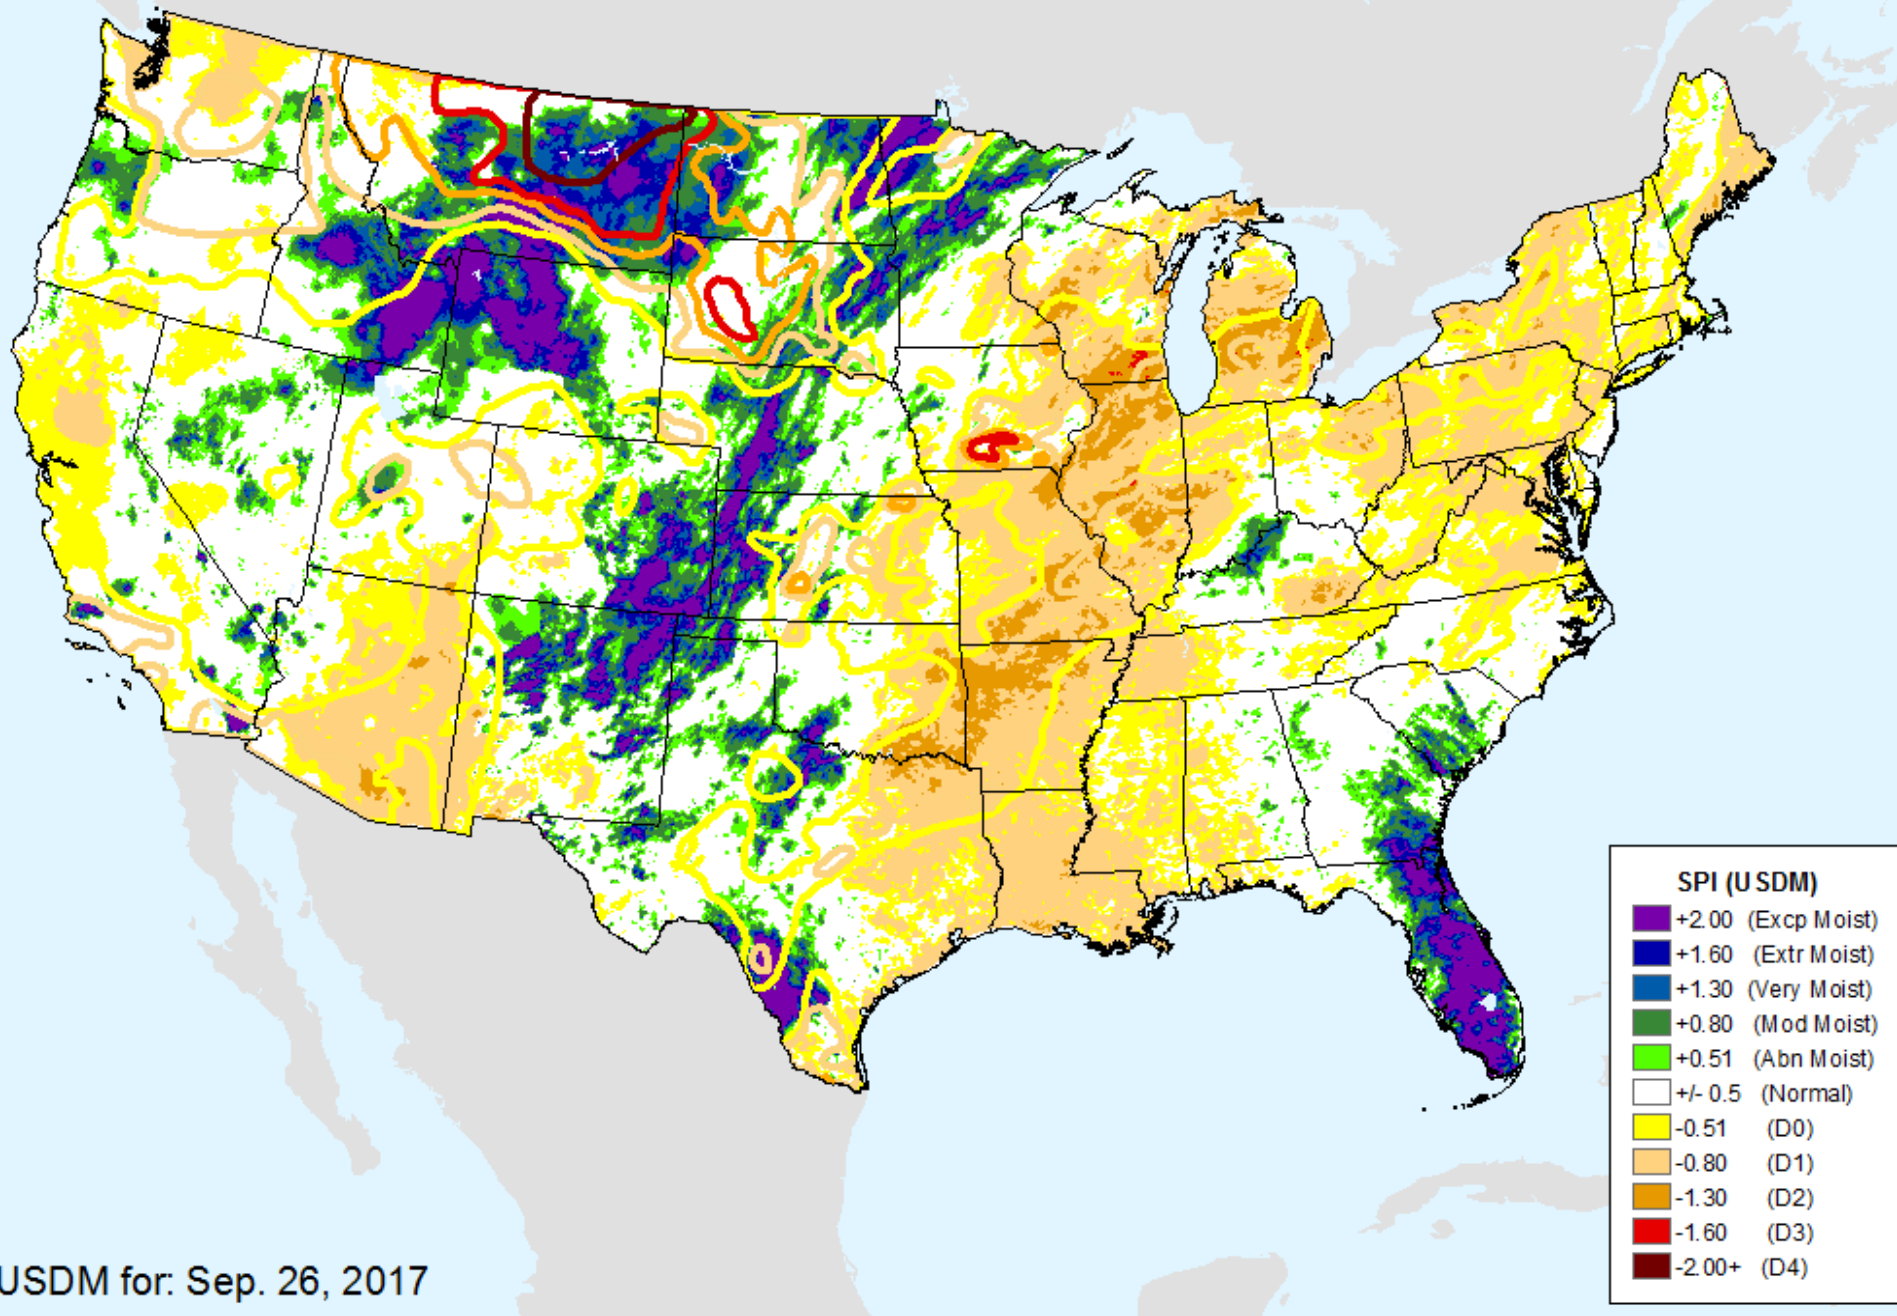 SPI (USDM)
+2.00 (Excp Moist)
+1.60 (Extr Moist)
+1.30 (Very Moist)
+0.80 (Mod Moist)
+0.51 (Abn Moist)
+/- 0.5 (Normal)
-0.51 (D0)
-0.80 (D1)
-1.30 (D2)
-1.60 (D3)
-2.00+ (D4)
USDM for: Sep. 26, 2017